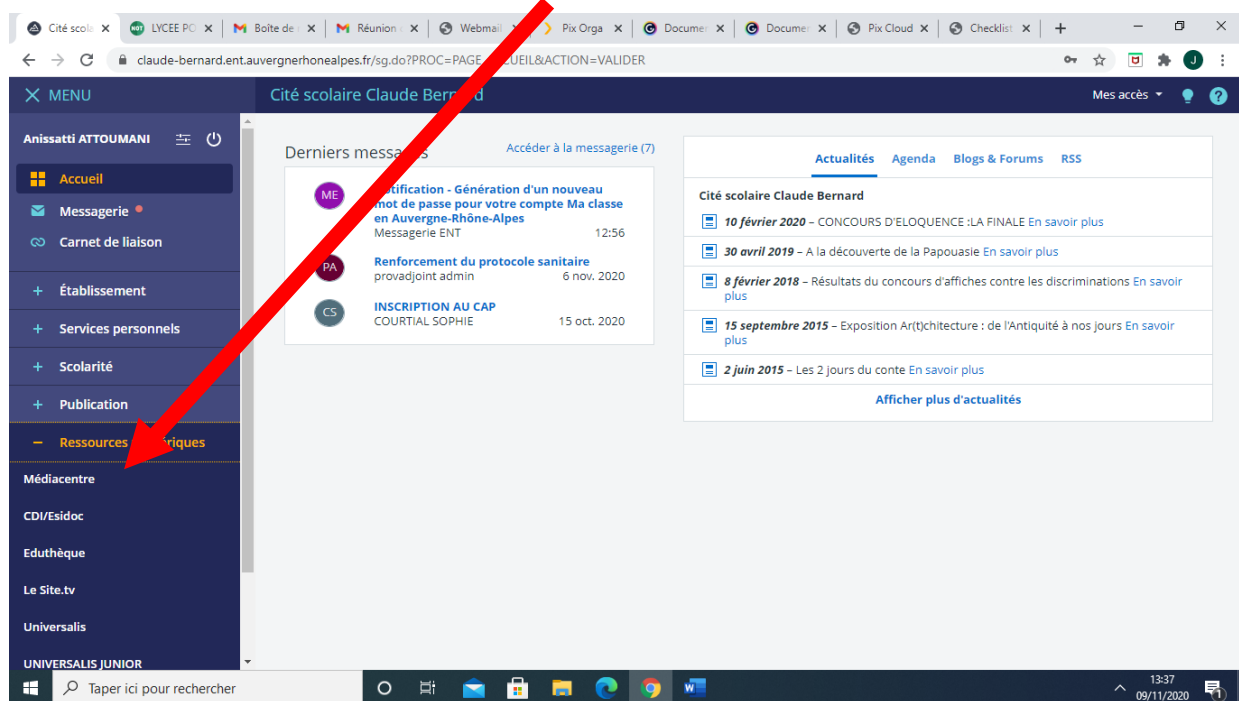 Cité scola
LYCEE PO
Boîte de r
Réunion
Webmail
Pix Orga
Documen
Documen
Pix Cloud
Checklist
claude-bernard.ent.auvergnerhonealpes.fr/sg.do?PROC=PAGE_ACCUEIL&ACTION=VALIDER
J
MENU
Cité scolaire Claude Bernard
Mes accès
Anissatti ATTOUMANI
Accueil
Messagerie
Carnet de liaison
+ Établissement
+ Services personnels
+ Scolarité
+ Publication
– Ressources numériques
Médiacentre
CDI/Esidoc
Eduthèque
Le Site.tv
Universalis
UNIVERSALIS JUNIOR
Derniers messages
Accéder à la messagerie (7)
ME
Notification - Génération d'un nouveau
mot de passe pour votre compte Ma classe
en Auvergne-Rhône-Alpes
Messagerie ENT 12:56
PA
Renforcement du protocole sanitaire
provadjoint admin 6 nov. 2020
CS
INSCRIPTION AU CAP
COURTIAL SOPHIE 15 oct. 2020
Actualités Agenda Blogs & Forums RSS
Cité scolaire Claude Bernard
10 février 2020 – CONCOURS D'ELOQUENCE :LA FINALE En savoir plus
30 avril 2019 – A la découverte de la Papouasie En savoir plus
8 février 2018 – Résultats du concours d'affiches contre les discriminations En savoir
plus
15 septembre 2015 – Exposition Ar(t)chitecture : de l'Antiquité à nos jours En savoir
plus
2 juin 2015 – Les 2 jours du conte En savoir plus
Afficher plus d'actualités
Taper ici pour rechercher
13:37
09/11/2020